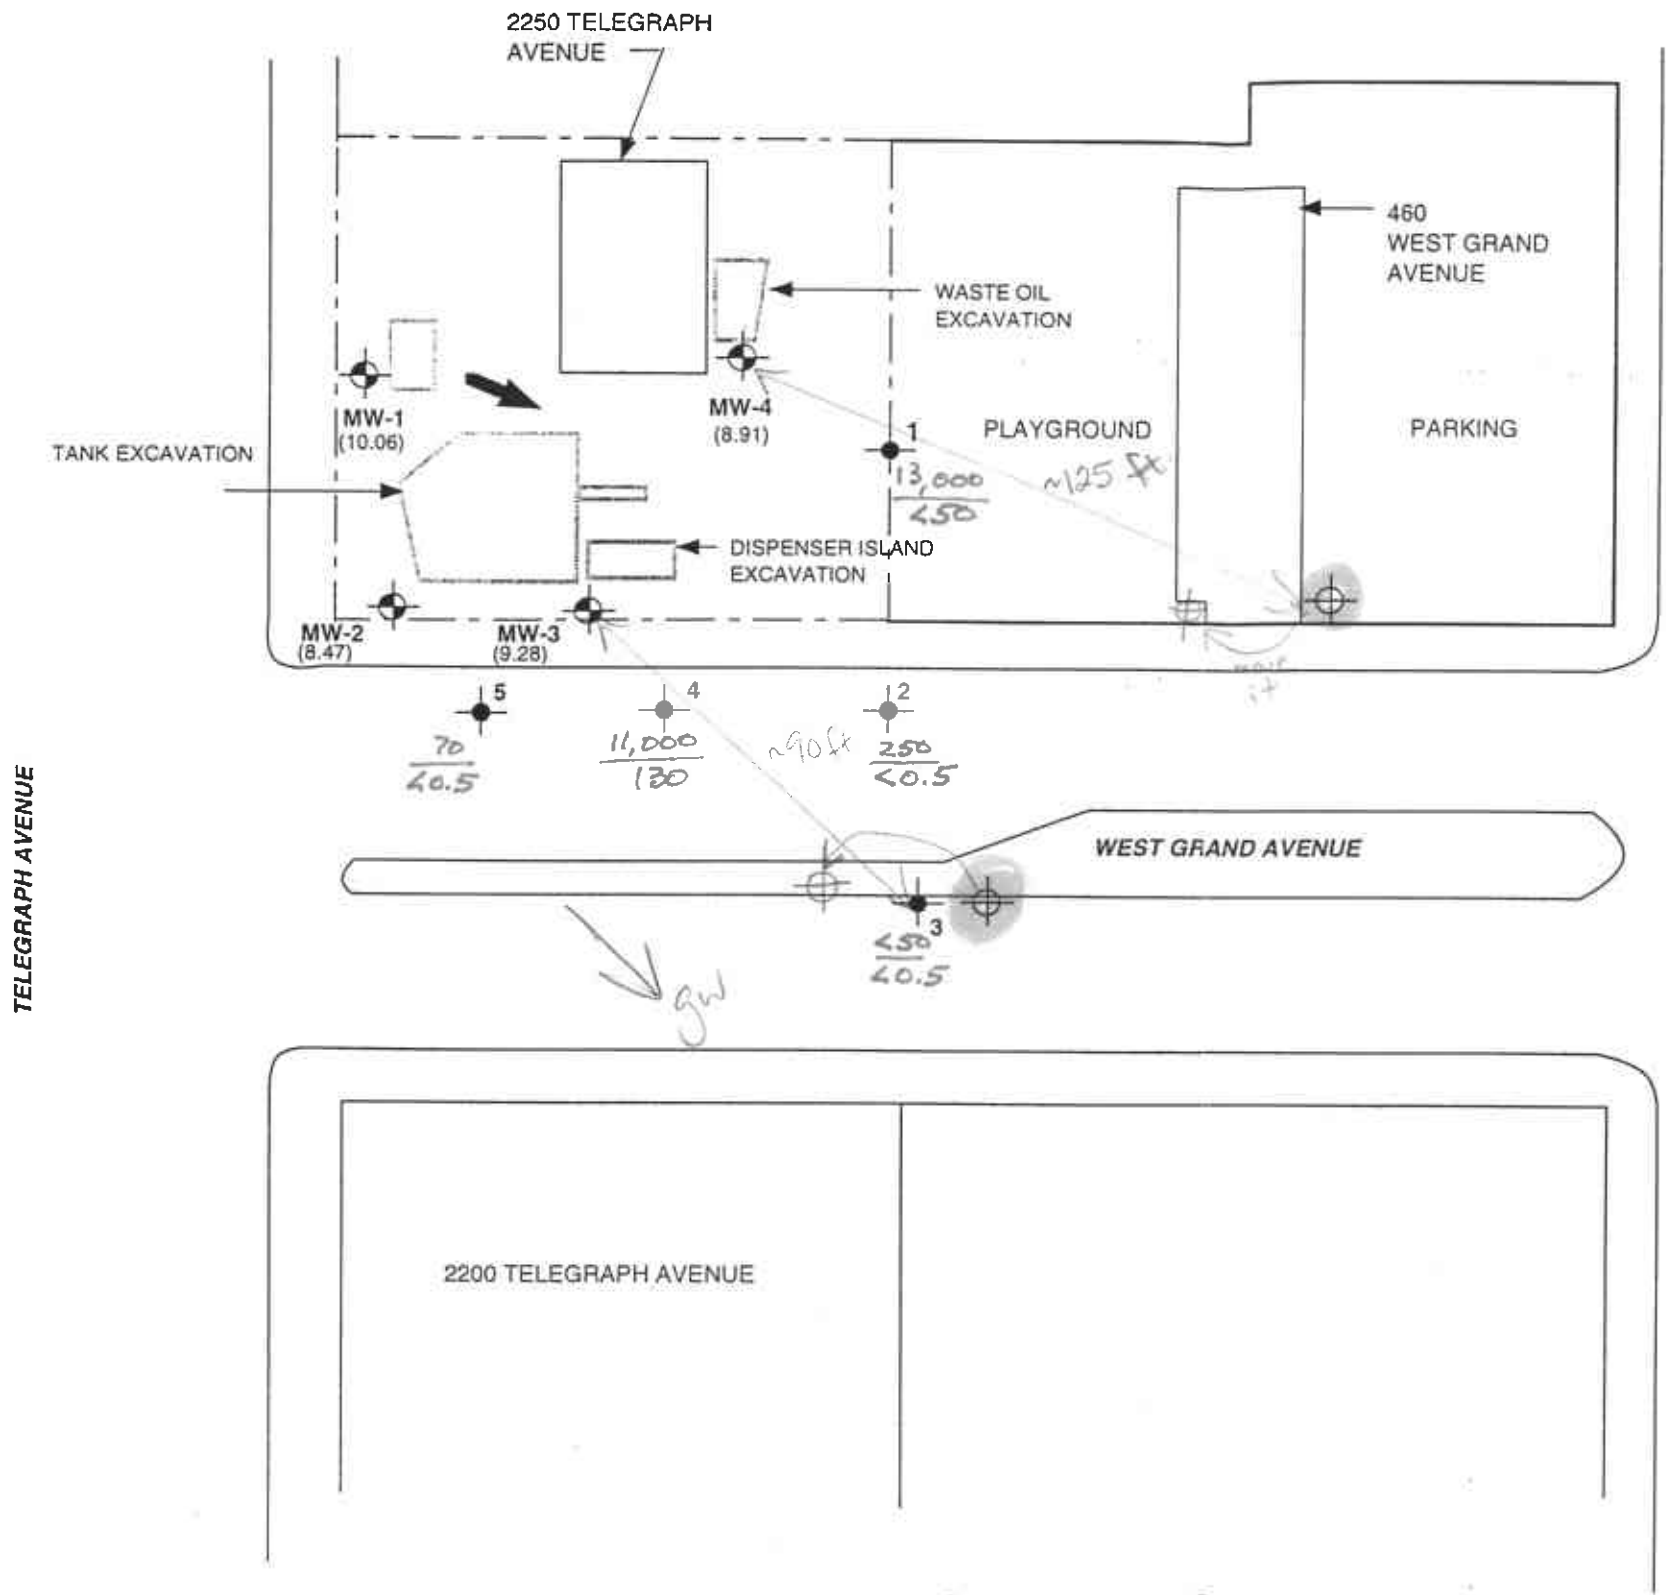 2250 TELEGRAPH
AVENUE
460
WEST GRAND
AVENUE
WASTE OIL
EXCAVATION
MW-1
(10.06)
MW-4
(8.91)
1
PLAYGROUND
PARKING
TANK EXCAVATION
~125 ft
13,000
<50
DISPENSER ISLAND
EXCAVATION
MW-2
(8.47)
MW-3
(9.28)
move
it
5
4
2
70
<0.5
11,000
130
~90ft
250
<0.5
TELEGRAPH AVENUE
WEST GRAND AVENUE
3
<50
<0.5
gw
2200 TELEGRAPH AVENUE